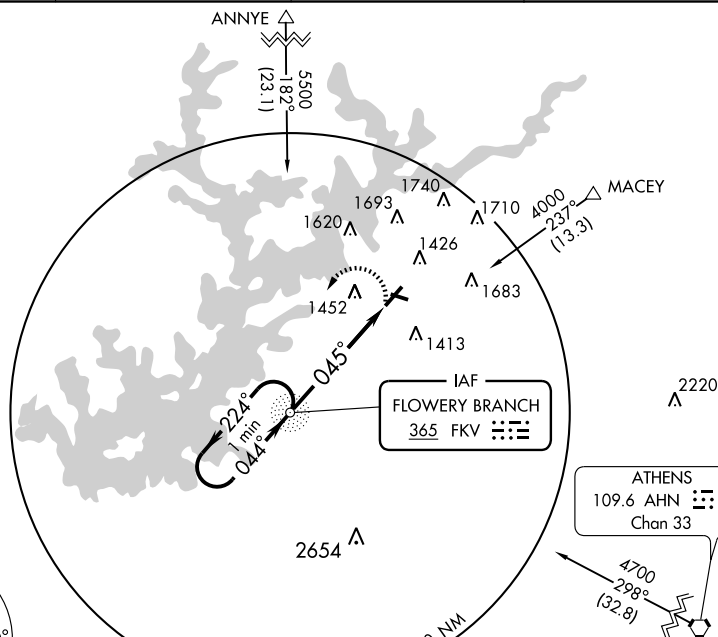 ANNYE
5500
182°
(23.1)
MACEY
4000
237°
(13.3)
1740
1693
1710
1620
1426
1683
1452
1413
045°
224°
1 min
044°
IAF
FLOWERY BRANCH
365 FKV
2220
ATHENS
109.6 AHN
Chan 33
2654
4700
298°
(32.8)
NM